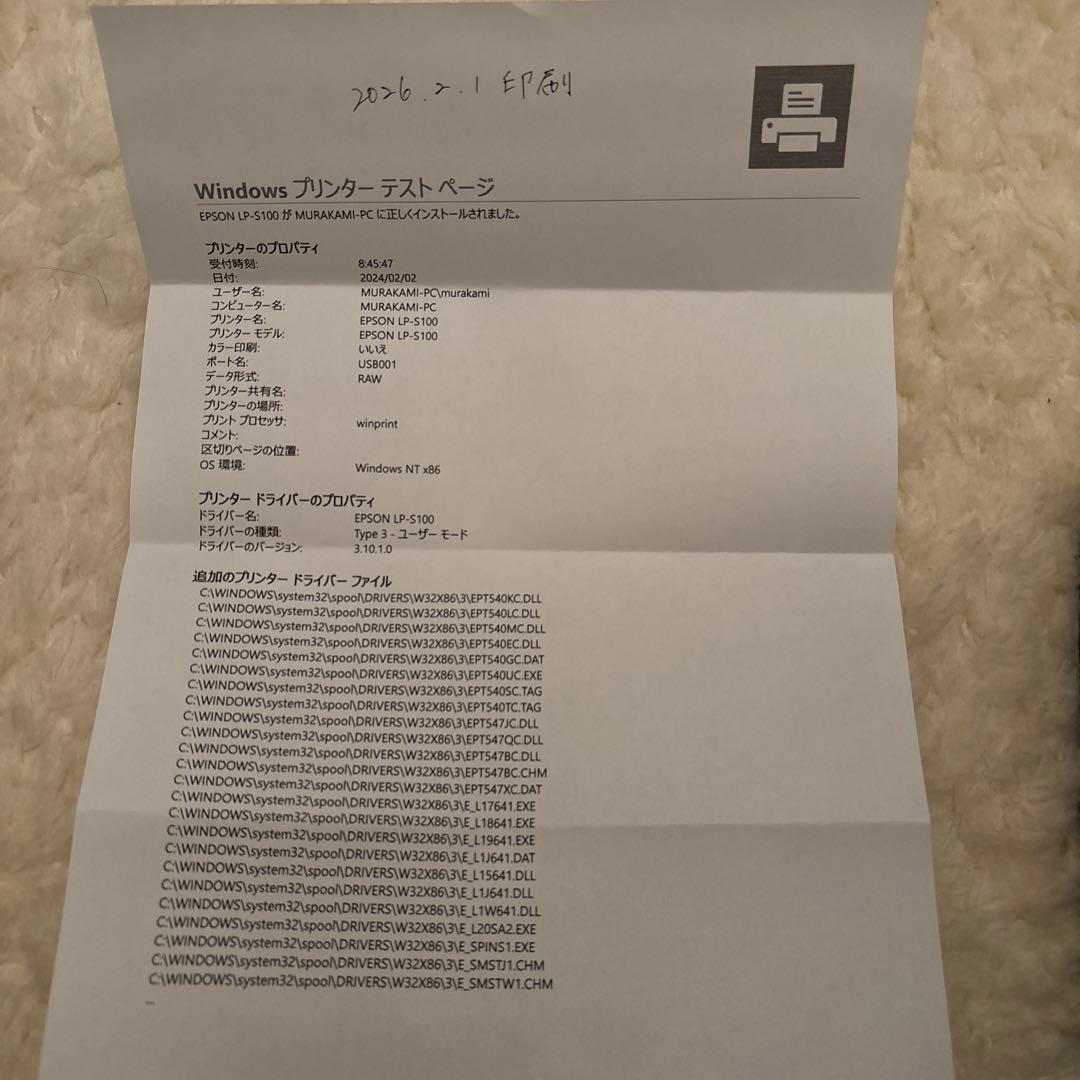 2026.2.1 印刷
Windows プリンター テスト ページ
EPSON LP-S100 が MURAKAMI-PC に正しくインストールされました。
プリンターのプロパティ
受付時刻: 8:45:47
日付: 2024/02/02
ユーザー名: MURAKAMI-PC\murakami
コンピューター名: MURAKAMI-PC
プリンター名: EPSON LP-S100
プリンター モデル: EPSON LP-S100
カラー印刷: いいえ
ポート名: USB001
データ形式: RAW
プリンター共有名:
プリンターの場所:
プリント プロセッサ: winprint
コメント:
区切りページの位置:
OS 環境: Windows NT x86
プリンター ドライバーのプロパティ
ドライバー名: EPSON LP-S100
ドライバーの種類: Type 3 - ユーザー モード
ドライバーのバージョン: 3.10.1.0
追加のプリンター ドライバー ファイル
C:\WINDOWS\system32\spool\DRIVERS\W32X86\3\EPT540KC.DLL
C:\WINDOWS\system32\spool\DRIVERS\W32X86\3\EPT540LC.DLL
C:\WINDOWS\system32\spool\DRIVERS\W32X86\3\EPT540MC.DLL
C:\WINDOWS\system32\spool\DRIVERS\W32X86\3\EPT540EC.DLL
C:\WINDOWS\system32\spool\DRIVERS\W32X86\3\EPT540GC.DAT
C:\WINDOWS\system32\spool\DRIVERS\W32X86\3\EPT540UC.EXE
C:\WINDOWS\system32\spool\DRIVERS\W32X86\3\EPT540SC.TAG
C:\WINDOWS\system32\spool\DRIVERS\W32X86\3\EPT540TC.TAG
C:\WINDOWS\system32\spool\DRIVERS\W32X86\3\EPT547JC.DLL
C:\WINDOWS\system32\spool\DRIVERS\W32X86\3\EPT547QC.DLL
C:\WINDOWS\system32\spool\DRIVERS\W32X86\3\EPT547BC.DLL
C:\WINDOWS\system32\spool\DRIVERS\W32X86\3\EPT547BC.CHM
C:\WINDOWS\system32\spool\DRIVERS\W32X86\3\EPT547XC.DAT
C:\WINDOWS\system32\spool\DRIVERS\W32X86\3\E_L17641.EXE
C:\WINDOWS\system32\spool\DRIVERS\W32X86\3\E_L18641.EXE
C:\WINDOWS\system32\spool\DRIVERS\W32X86\3\E_L19641.EXE
C:\WINDOWS\system32\spool\DRIVERS\W32X86\3\E_L1J641.DAT
C:\WINDOWS\system32\spool\DRIVERS\W32X86\3\E_L15641.DLL
C:\WINDOWS\system32\spool\DRIVERS\W32X86\3\E_L1J641.DLL
C:\WINDOWS\system32\spool\DRIVERS\W32X86\3\E_L1W641.DLL
C:\WINDOWS\system32\spool\DRIVERS\W32X86\3\E_L20SA2.EXE
C:\WINDOWS\system32\spool\DRIVERS\W32X86\3\E_SPINS1.EXE
C:\WINDOWS\system32\spool\DRIVERS\W32X86\3\E_SMSTJ1.CHM
C:\WINDOWS\system32\spool\DRIVERS\W32X86\3\E_SMSTW1.CHM